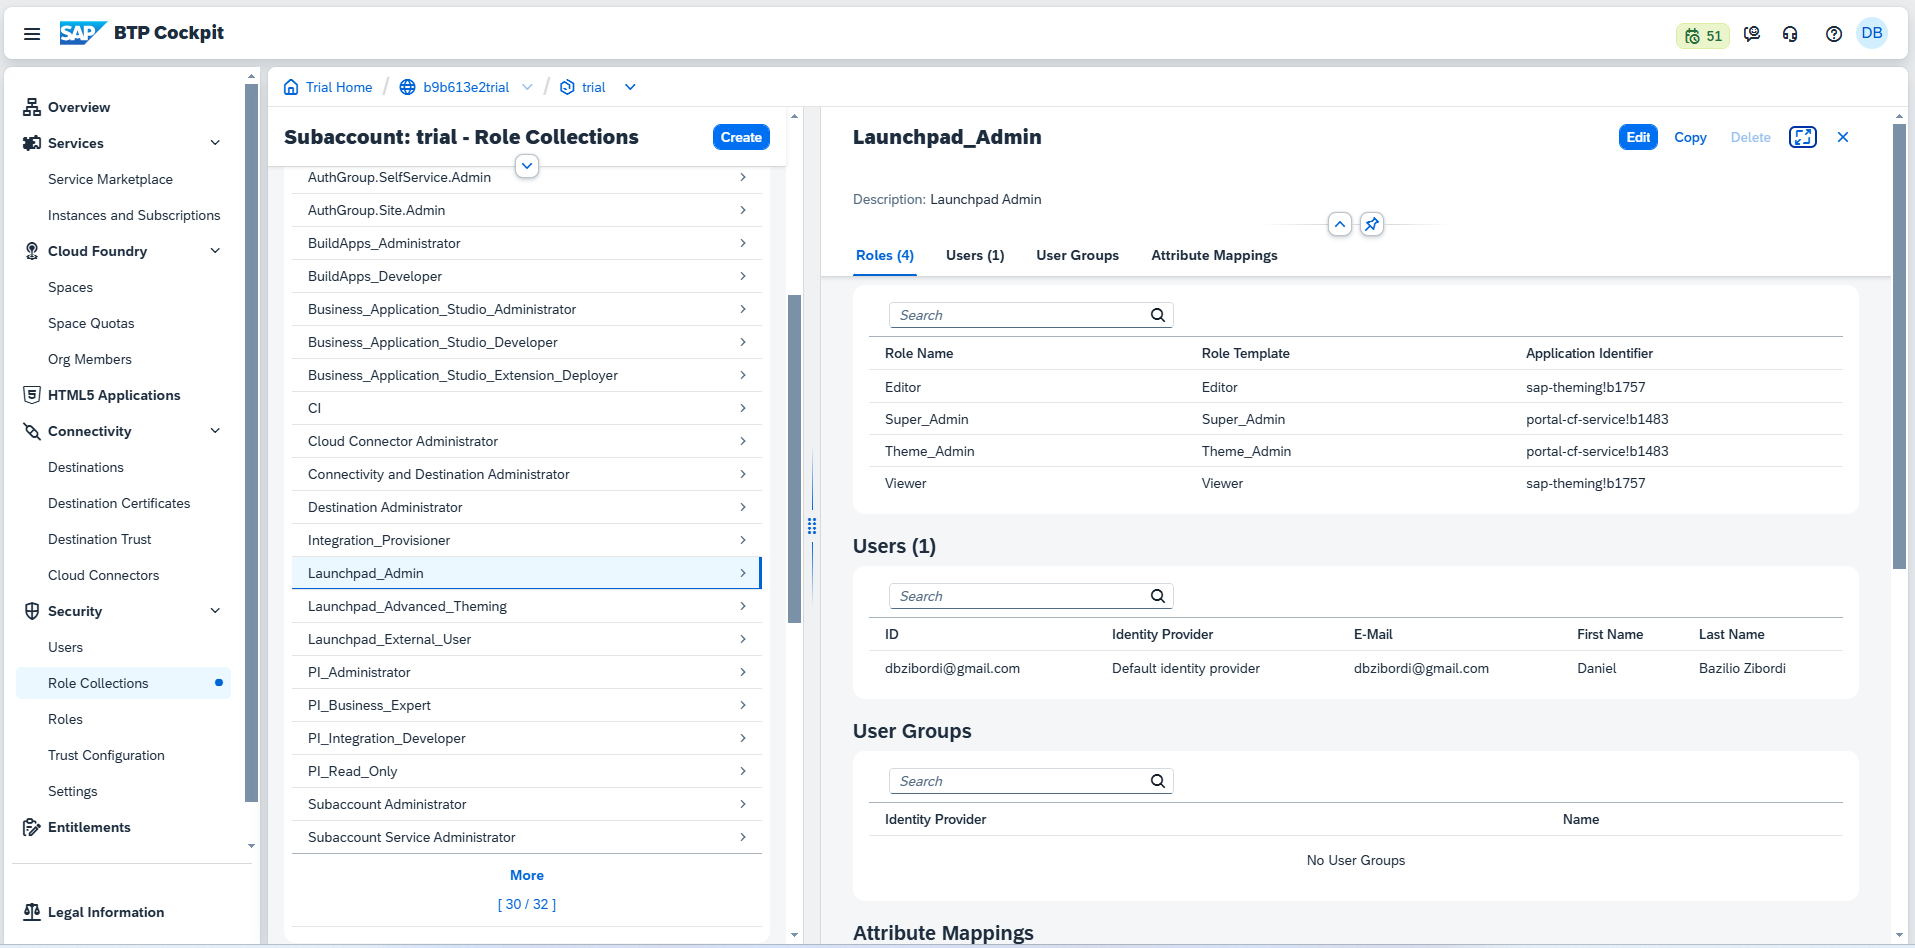 SAP BTP Cockpit
51
DB
Overview
Services
Service Marketplace
Instances and Subscriptions
Cloud Foundry
Spaces
Space Quotas
Org Members
HTML5 Applications
Connectivity
Destinations
Destination Certificates
Destination Trust
Cloud Connectors
Security
Users
Role Collections
Roles
Trust Configuration
Settings
Entitlements
Legal Information
Trial Home / b9b613e2trial / trial
Subaccount: trial - Role Collections
Create
AuthGroup.SelfService.Admin
AuthGroup.Site.Admin
BuildApps_Administrator
BuildApps_Developer
Business_Application_Studio_Administrator
Business_Application_Studio_Developer
Business_Application_Studio_Extension_Deployer
CI
Cloud Connector Administrator
Connectivity and Destination Administrator
Destination Administrator
Integration_Provisioner
Launchpad_Admin
Launchpad_Advanced_Theming
Launchpad_External_User
PI_Administrator
PI_Business_Expert
PI_Integration_Developer
PI_Read_Only
Subaccount Administrator
Subaccount Service Administrator
More
[ 30 / 32 ]
Launchpad_Admin
Edit Copy Delete
Description: Launchpad Admin
Roles (4) Users (1) User Groups Attribute Mappings
Search
Role Name Role Template Application Identifier
Editor Editor sap-theming!b1757
Super_Admin Super_Admin portal-cf-service!b1483
Theme_Admin Theme_Admin portal-cf-service!b1483
Viewer Viewer sap-theming!b1757
Users (1)
Search
ID Identity Provider E-Mail First Name Last Name
dbzibordi@gmail.com Default identity provider dbzibordi@gmail.com Daniel Bazilio Zibordi
User Groups
Search
Identity Provider Name
No User Groups
Attribute Mappings